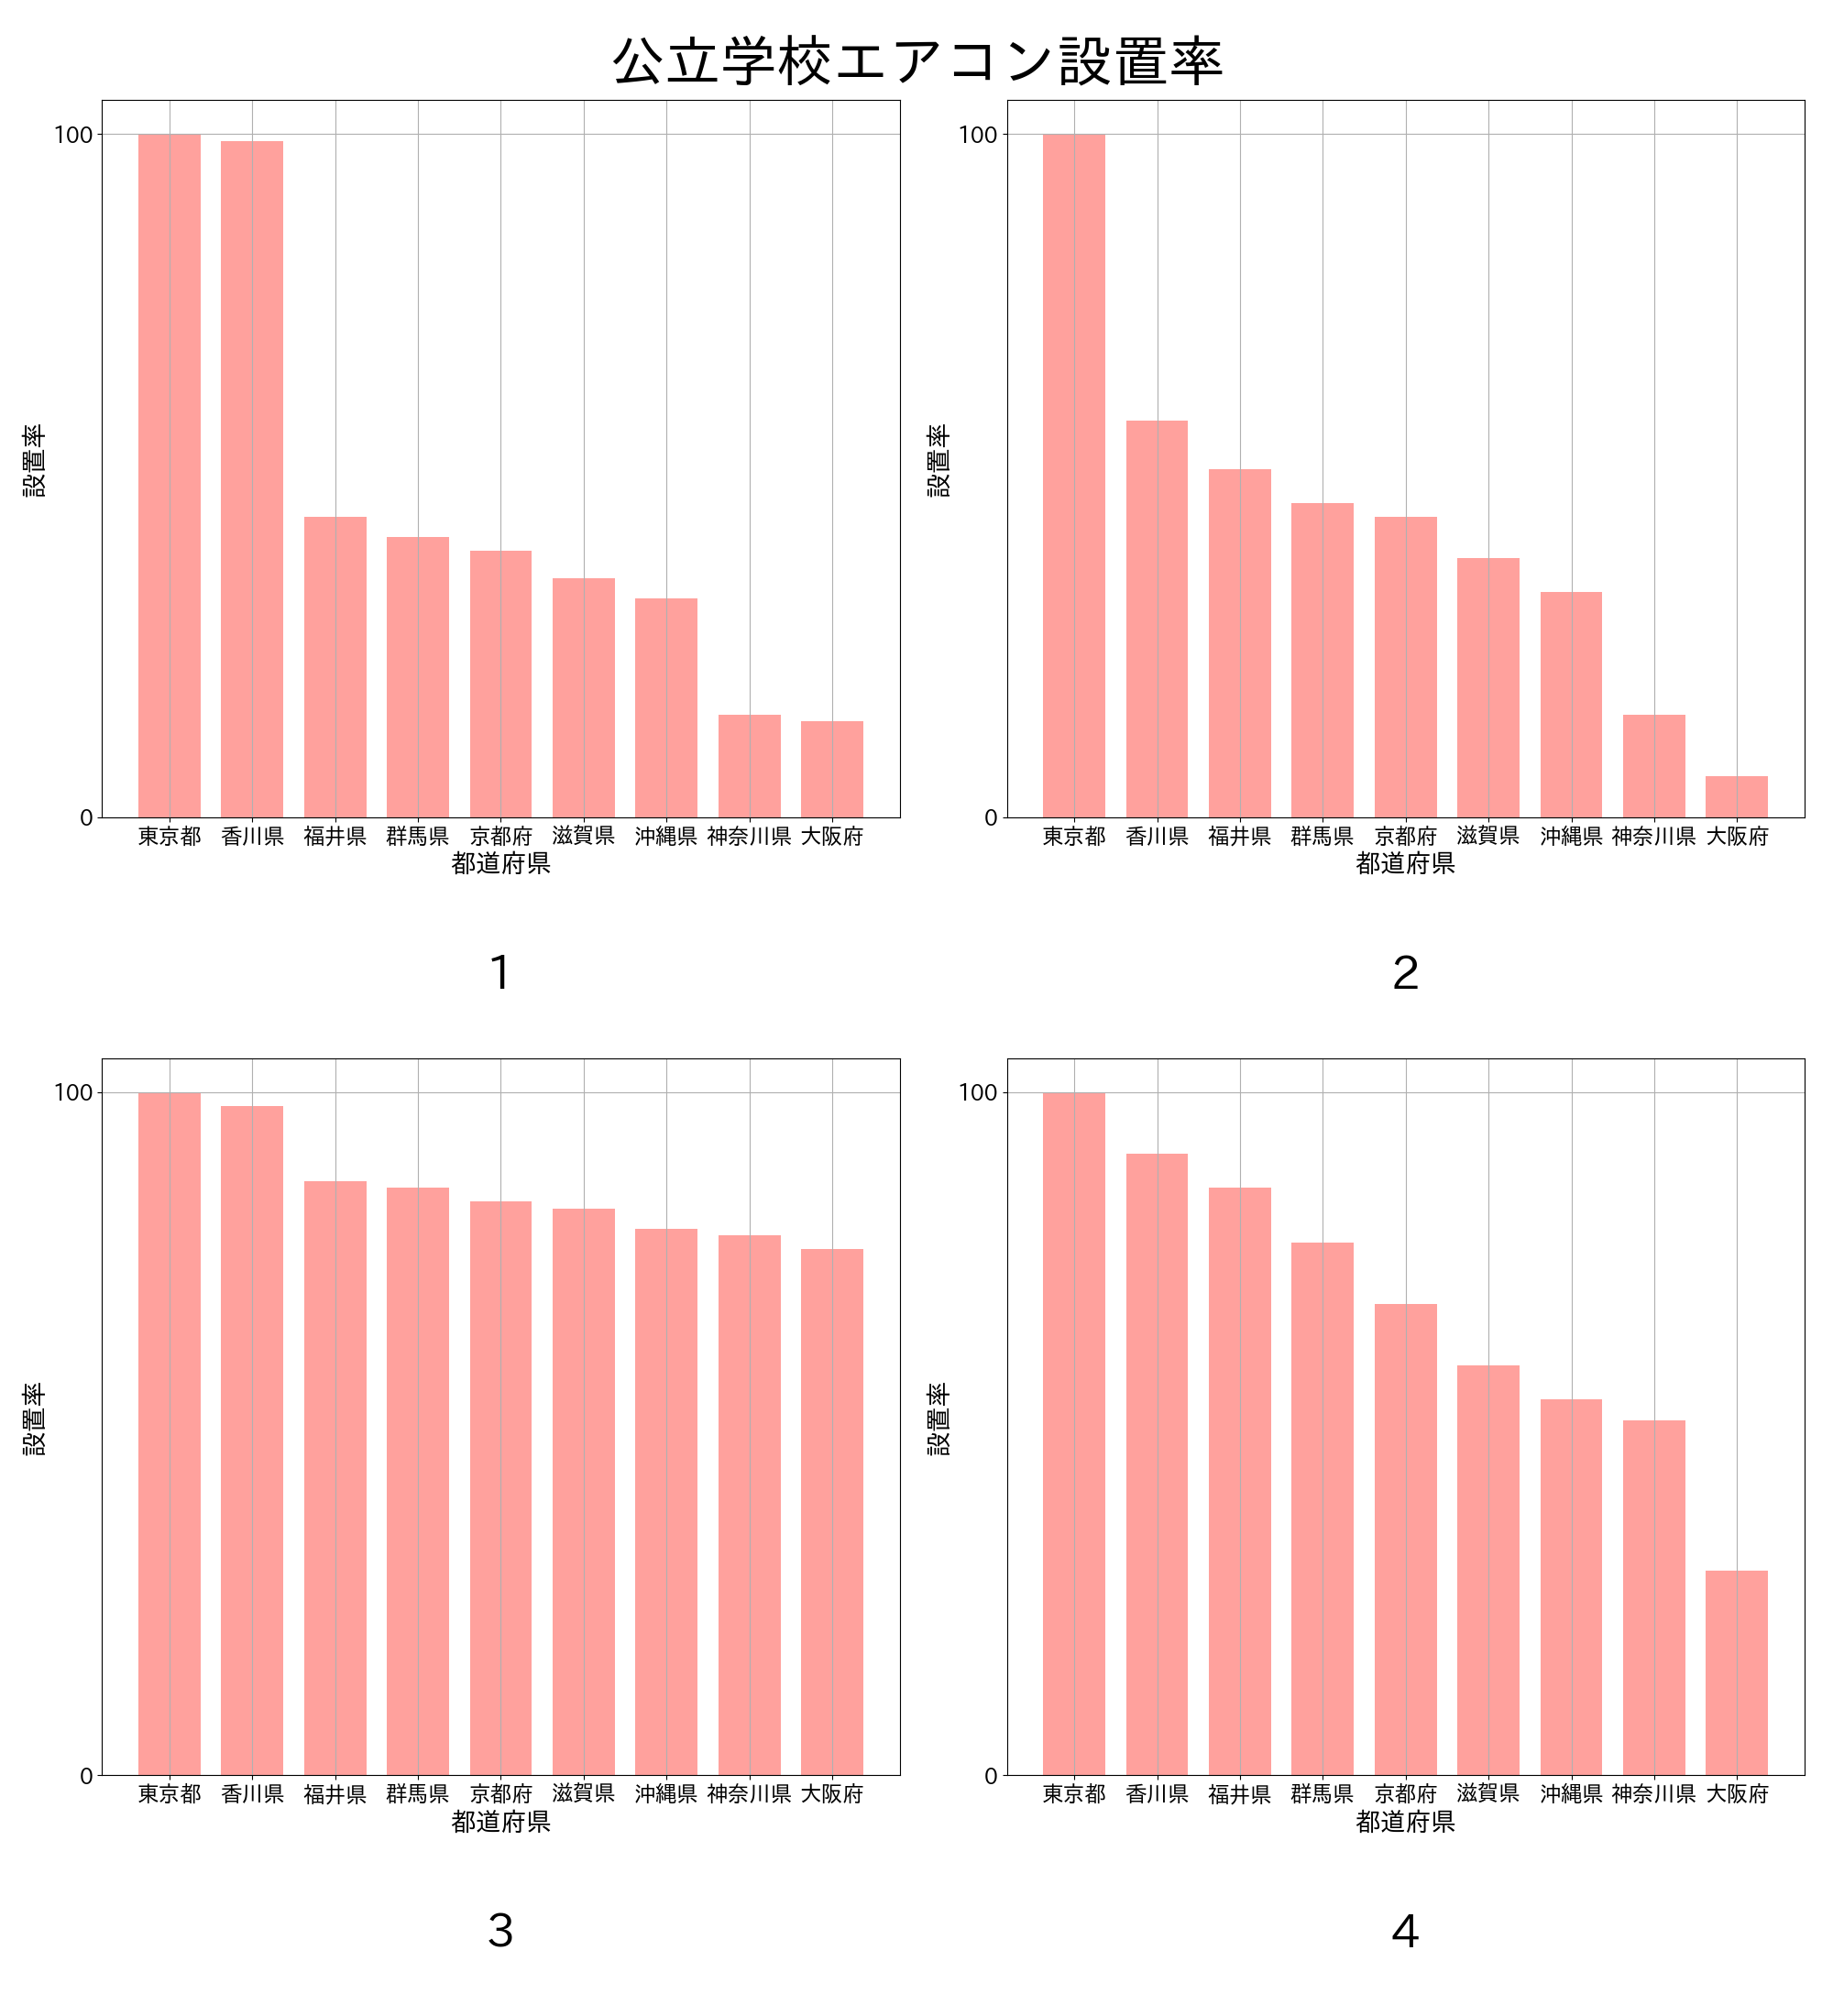 公立学校エアコン設置率
100
0
設置率
東京都 香川県 福井県 群馬県 京都府 滋賀県 沖縄県 神奈川県 大阪府
都道府県
1
100
0
設置率
東京都 香川県 福井県 群馬県 京都府 滋賀県 沖縄県 神奈川県 大阪府
都道府県
2
100
0
設置率
東京都 香川県 福井県 群馬県 京都府 滋賀県 沖縄県 神奈川県 大阪府
都道府県
3
100
0
設置率
東京都 香川県 福井県 群馬県 京都府 滋賀県 沖縄県 神奈川県 大阪府
都道府県
4